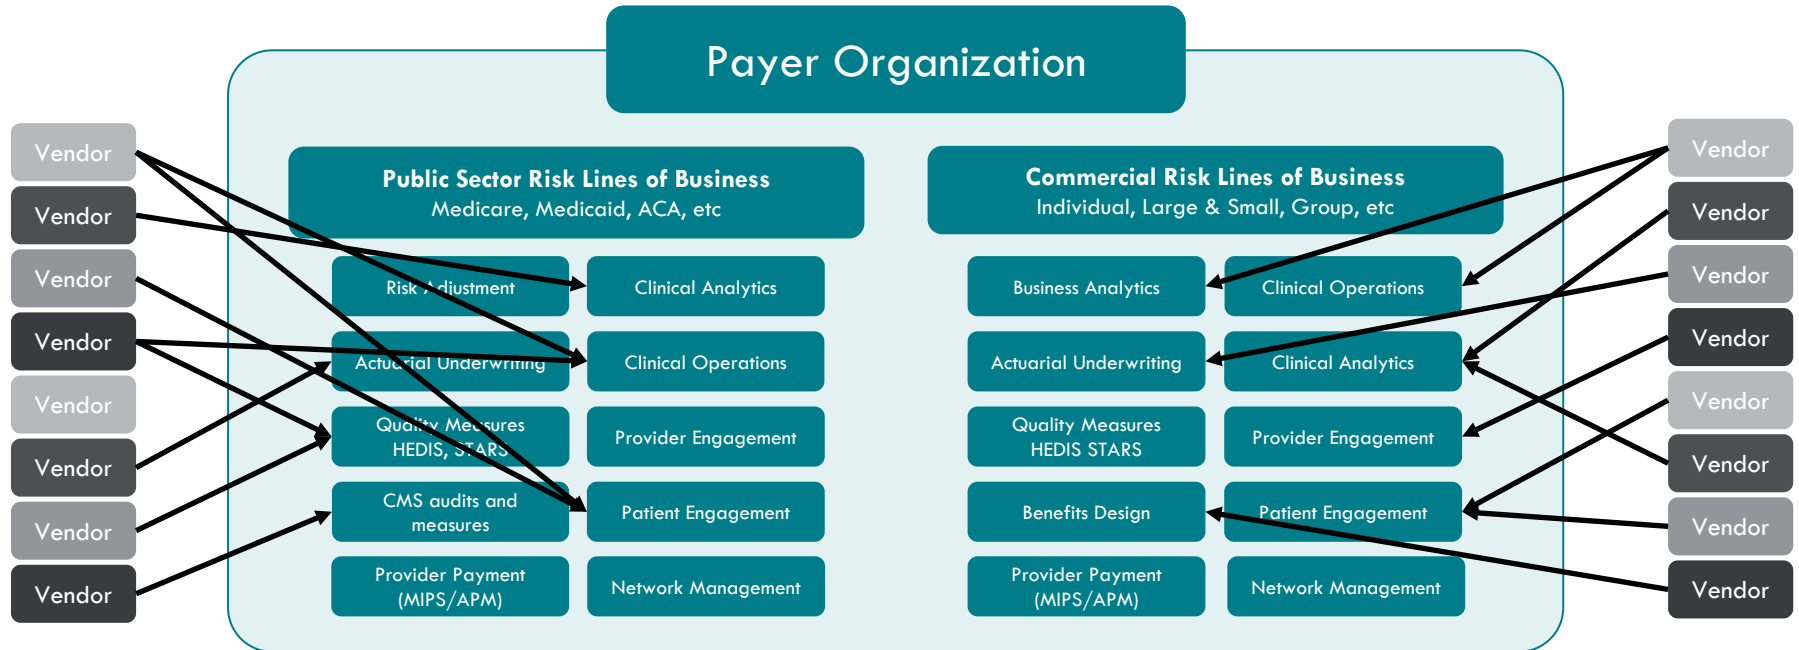 Payer Organization
Vendor
Vendor
Vendor
Vendor
Vendor
Vendor
Vendor
Vendor
Public Sector Risk Lines of Business
Medicare, Medicaid, ACA, etc
Risk Adjustment
Clinical Analytics
Actuarial Underwriting
Clinical Operations
Quality Measures
HEDIS, STARS
Provider Engagement
CMS audits and
measures
Patient Engagement
Provider Payment
(MIPS/APM)
Network Management
Commercial Risk Lines of Business
Individual, Large & Small, Group, etc
Business Analytics
Clinical Operations
Actuarial Underwriting
Clinical Analytics
Quality Measures
HEDIS STARS
Provider Engagement
Benefits Design
Patient Engagement
Provider Payment
(MIPS/APM)
Network Management
Vendor
Vendor
Vendor
Vendor
Vendor
Vendor
Vendor
Vendor